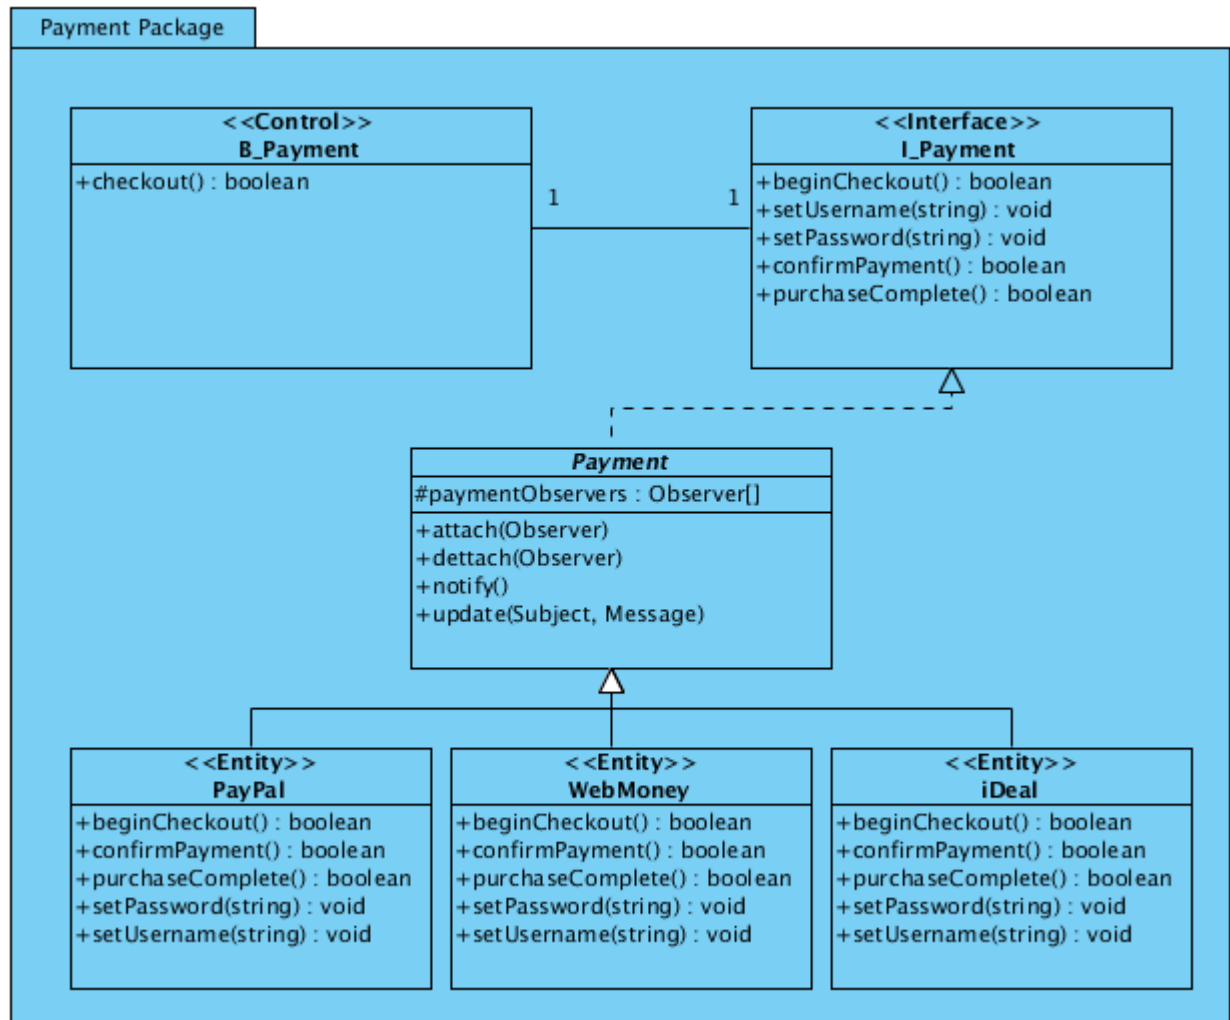 Payment Package
<<Control>>
B_Payment
+checkout() : boolean
1
1
<<Interface>>
I_Payment
+beginCheckout() : boolean
+setUsername(string) : void
+setPassword(string) : void
+confirmPayment() : boolean
+purchaseComplete() : boolean
Payment
#paymentObservers : Observer[]
+attach(Observer)
+dettach(Observer)
+notify()
+update(Subject, Message)
<<Entity>>
PayPal
+beginCheckout() : boolean
+confirmPayment() : boolean
+purchaseComplete() : boolean
+setPassword(string) : void
+setUsername(string) : void
<<Entity>>
WebMoney
+beginCheckout() : boolean
+confirmPayment() : boolean
+purchaseComplete() : boolean
+setPassword(string) : void
+setUsername(string) : void
<<Entity>>
iDeal
+beginCheckout() : boolean
+confirmPayment() : boolean
+purchaseComplete() : boolean
+setPassword(string) : void
+setUsername(string) : void